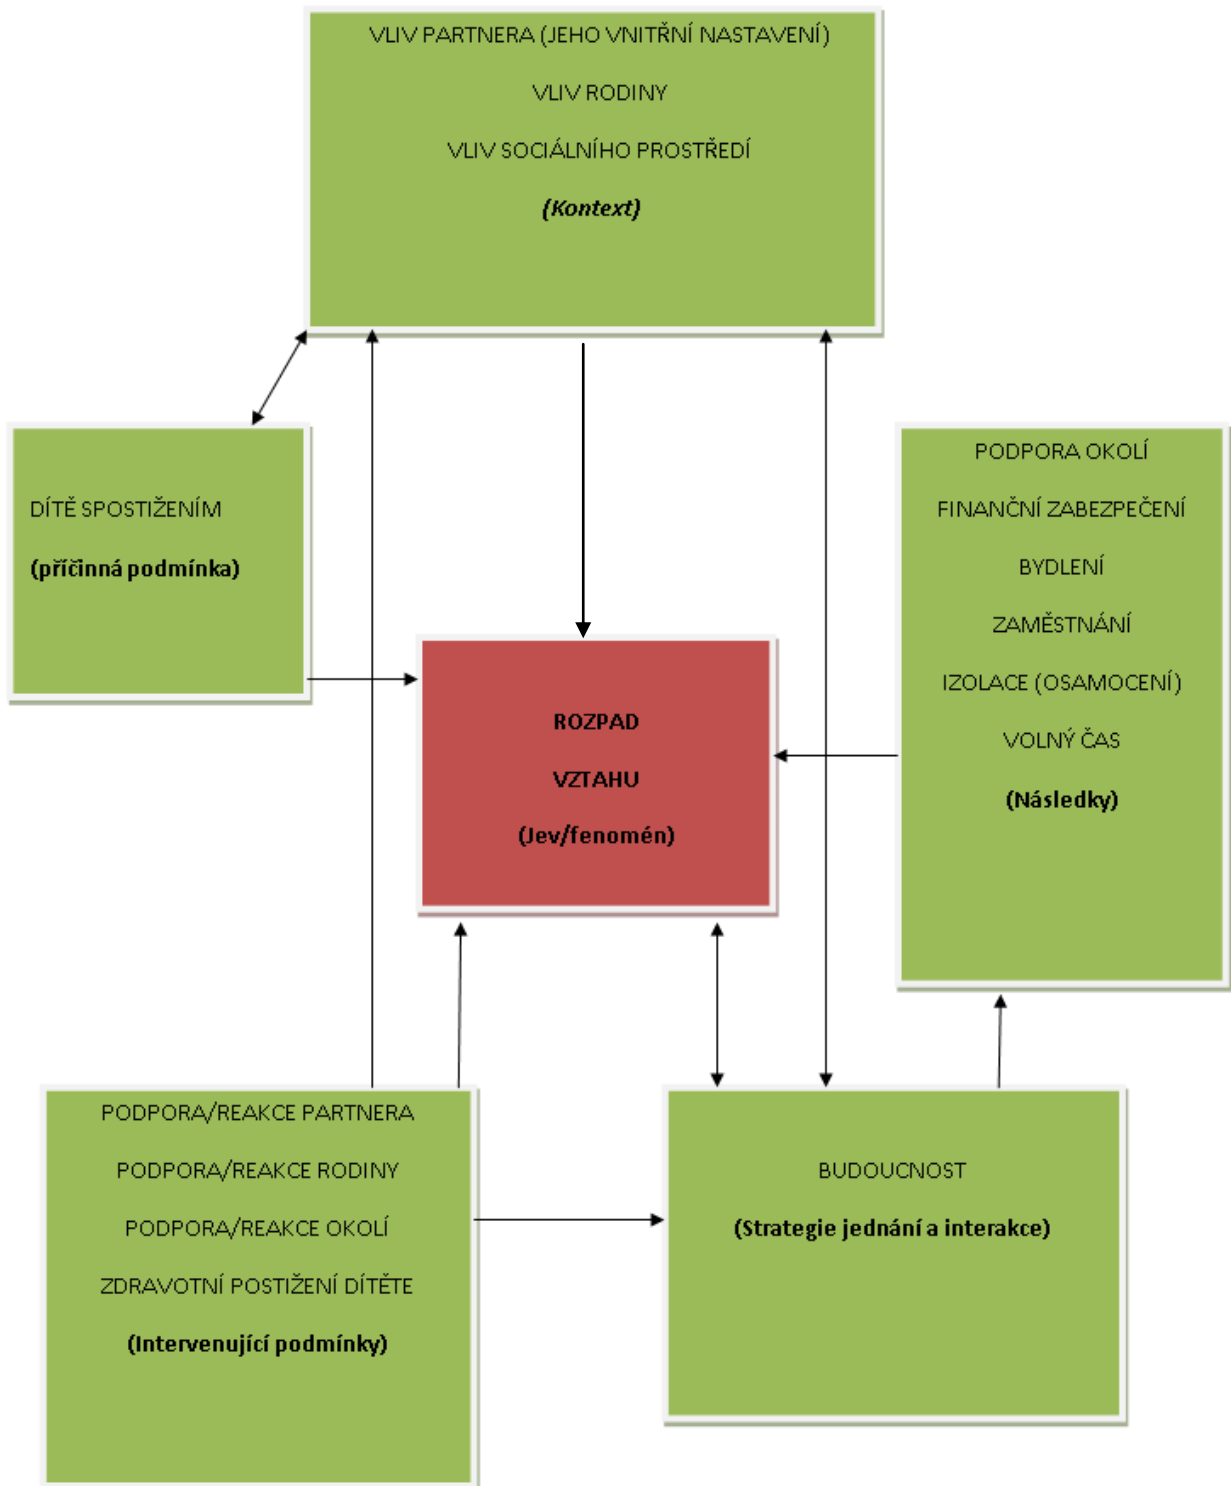 VLIV PARTNERA (JEHO VNITŘNÍ NASTAVENÍ)
VLIV RODINY
VLIV SOCIÁLNÍHO PROSTŘEDÍ
(Kontext)
DÍTĚ SPOSTIŽENÍM
(příčinná podmínka)
PODPORA OKOLÍ
FINANČNÍ ZABEZPEČENÍ
BYDLENÍ
ZAMĚSTNÁNÍ
IZOLACE (OSAMOCENÍ)
VOLNÝ ČAS
(Následky)
ROZPAD
VZTAHU
(Jev/fenomén)
PODPORA/REAKCE PARTNERA
PODPORA/REAKCE RODINY
PODPORA/REAKCE OKOLÍ
ZDRAVOTNÍ POSTIŽENÍ DÍTĚTE
(Intervenující podmínky)
BUDOUCNOST
(Strategie jednání a interakce)